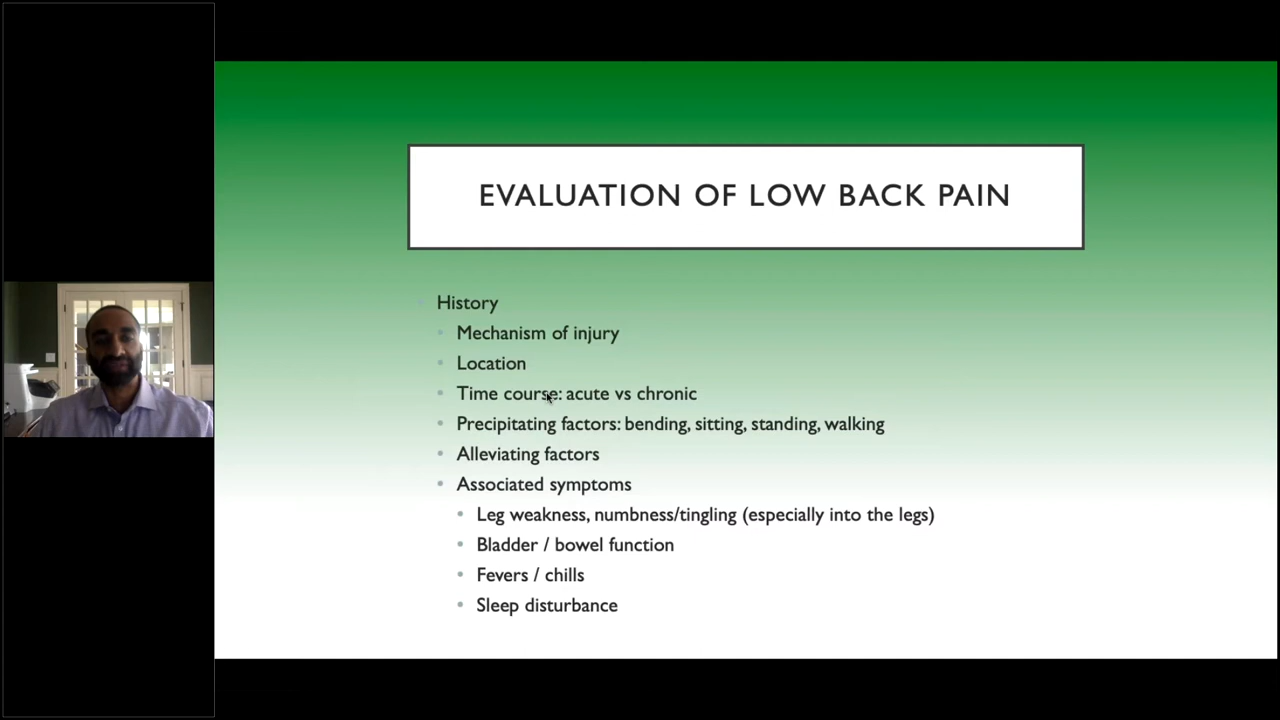 EVALUATION OF LOW BACK PAIN
History
Mechanism of injury
Location
Time course: acute vs chronic
Precipitating factors: bending, sitting, standing, walking
Alleviating factors
Associated symptoms
Leg weakness, numbness/tingling (especially into the legs)
Bladder / bowel function
Fevers / chills
Sleep disturbance